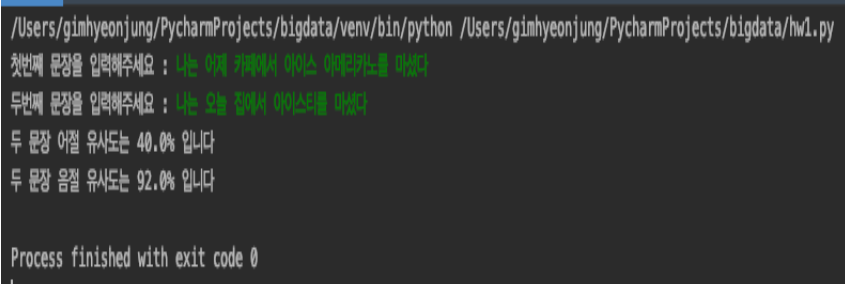 /Users/gimhyeonjung/PycharmProjects/bigdata/venv/bin/python /Users/gimhyeonjung/PycharmProjects/bigdata/hw1.py
첫번째 문장을 입력해주세요 : 나는 어제 카페에서 아이스 아메리카노를 마셨다
두번째 문장을 입력해주세요 : 나는 오늘 집에서 아이스티를 마셨다
두 문장 어절 유사도는 40.0% 입니다
두 문장 음절 유사도는 92.0% 입니다
Process finished with exit code 0